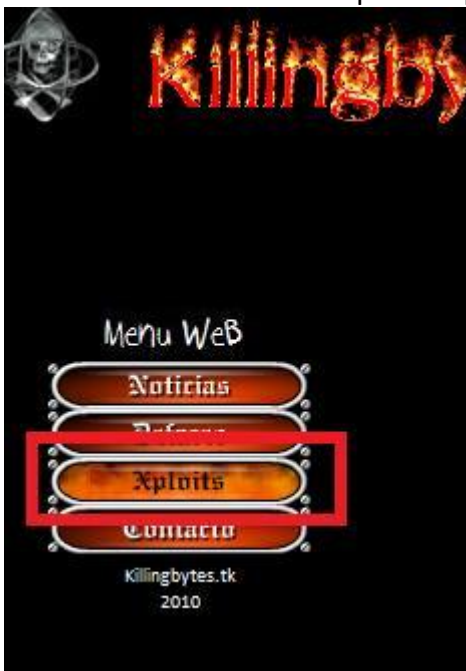 Killingby
Menu WeB
Noticias
Xploits
Contacto
Killingbytes.tk
2010